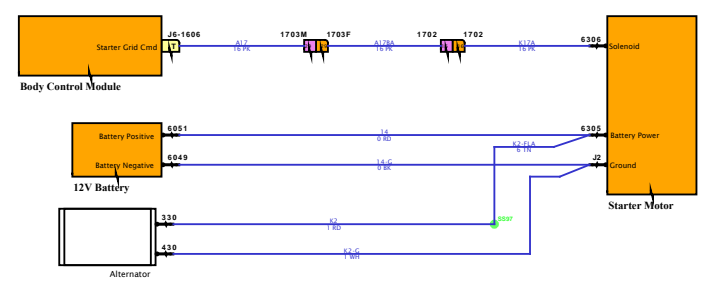 J6-1606 1703M 1703F 1702 1702 6306
Starter Grid Cmd T A17 A178A K17A Solenoid
16 PK 16 PK 16 PK
Body Control Module
6051 6305
Battery Positive 14 Battery Power
0 RD K2-FLA
6 TN
6049 J2
Battery Negative 14-G Ground
0 BK
12V Battery Starter Motor
330 K2 SS97
1 RD
430 K2-G
1 WH
Alternator